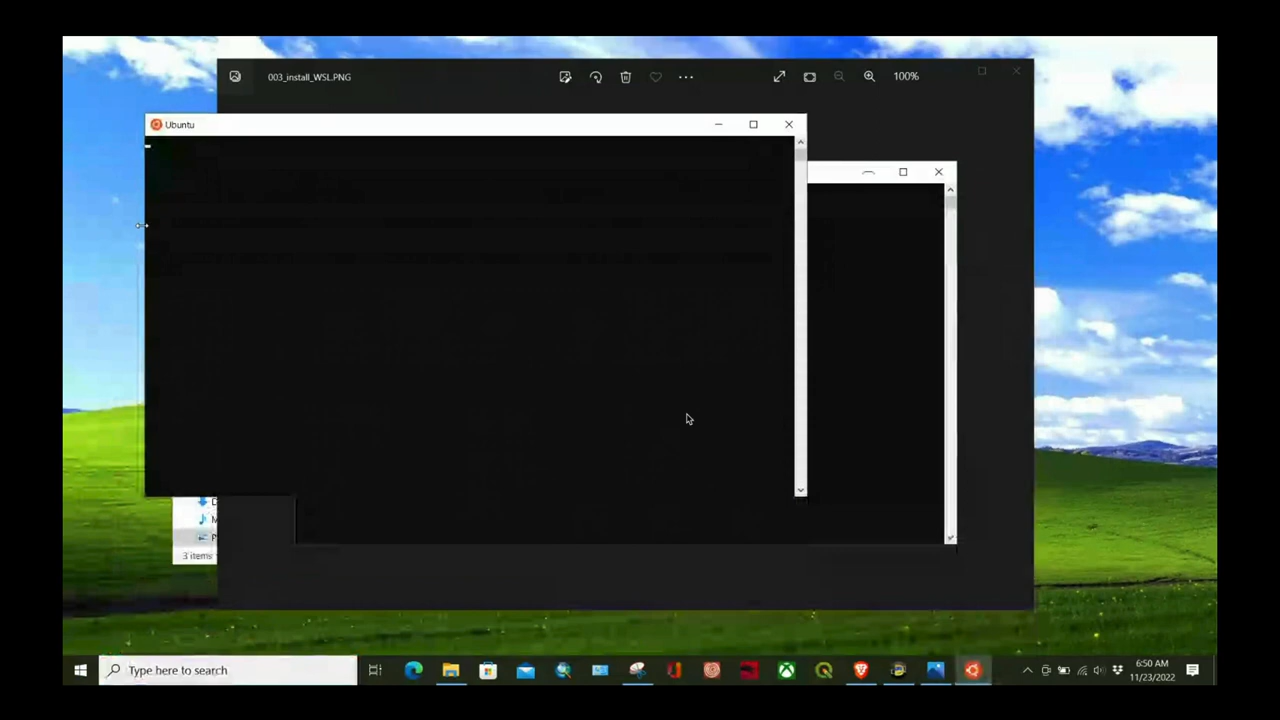 003_install_WSL.PNG
100%
Ubuntu
3 items
Type here to search
6:50 AM
11/23/2022